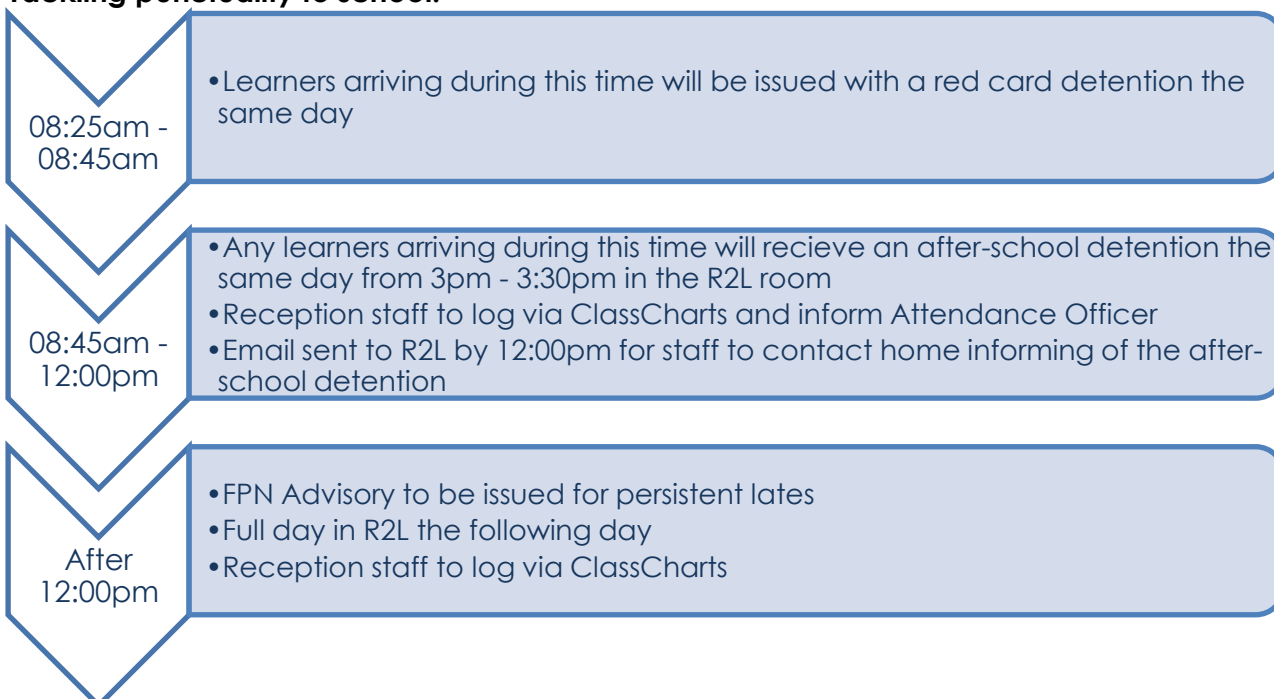 Tackling punctuality to school:
08:25am -
08:45am
•Learners arriving during this time will be issued with a red card detention the
same day
08:45am -
12:00pm
•Any learners arriving during this time will recieve an after-school detention the
same day from 3pm - 3:30pm in the R2L room
•Reception staff to log via ClassCharts and inform Attendance Officer
•Email sent to R2L by 12:00pm for staff to contact home informing of the after-
school detention
After
12:00pm
•FPN Advisory to be issued for persistent lates
•Full day in R2L the following day
•Reception staff to log via ClassCharts